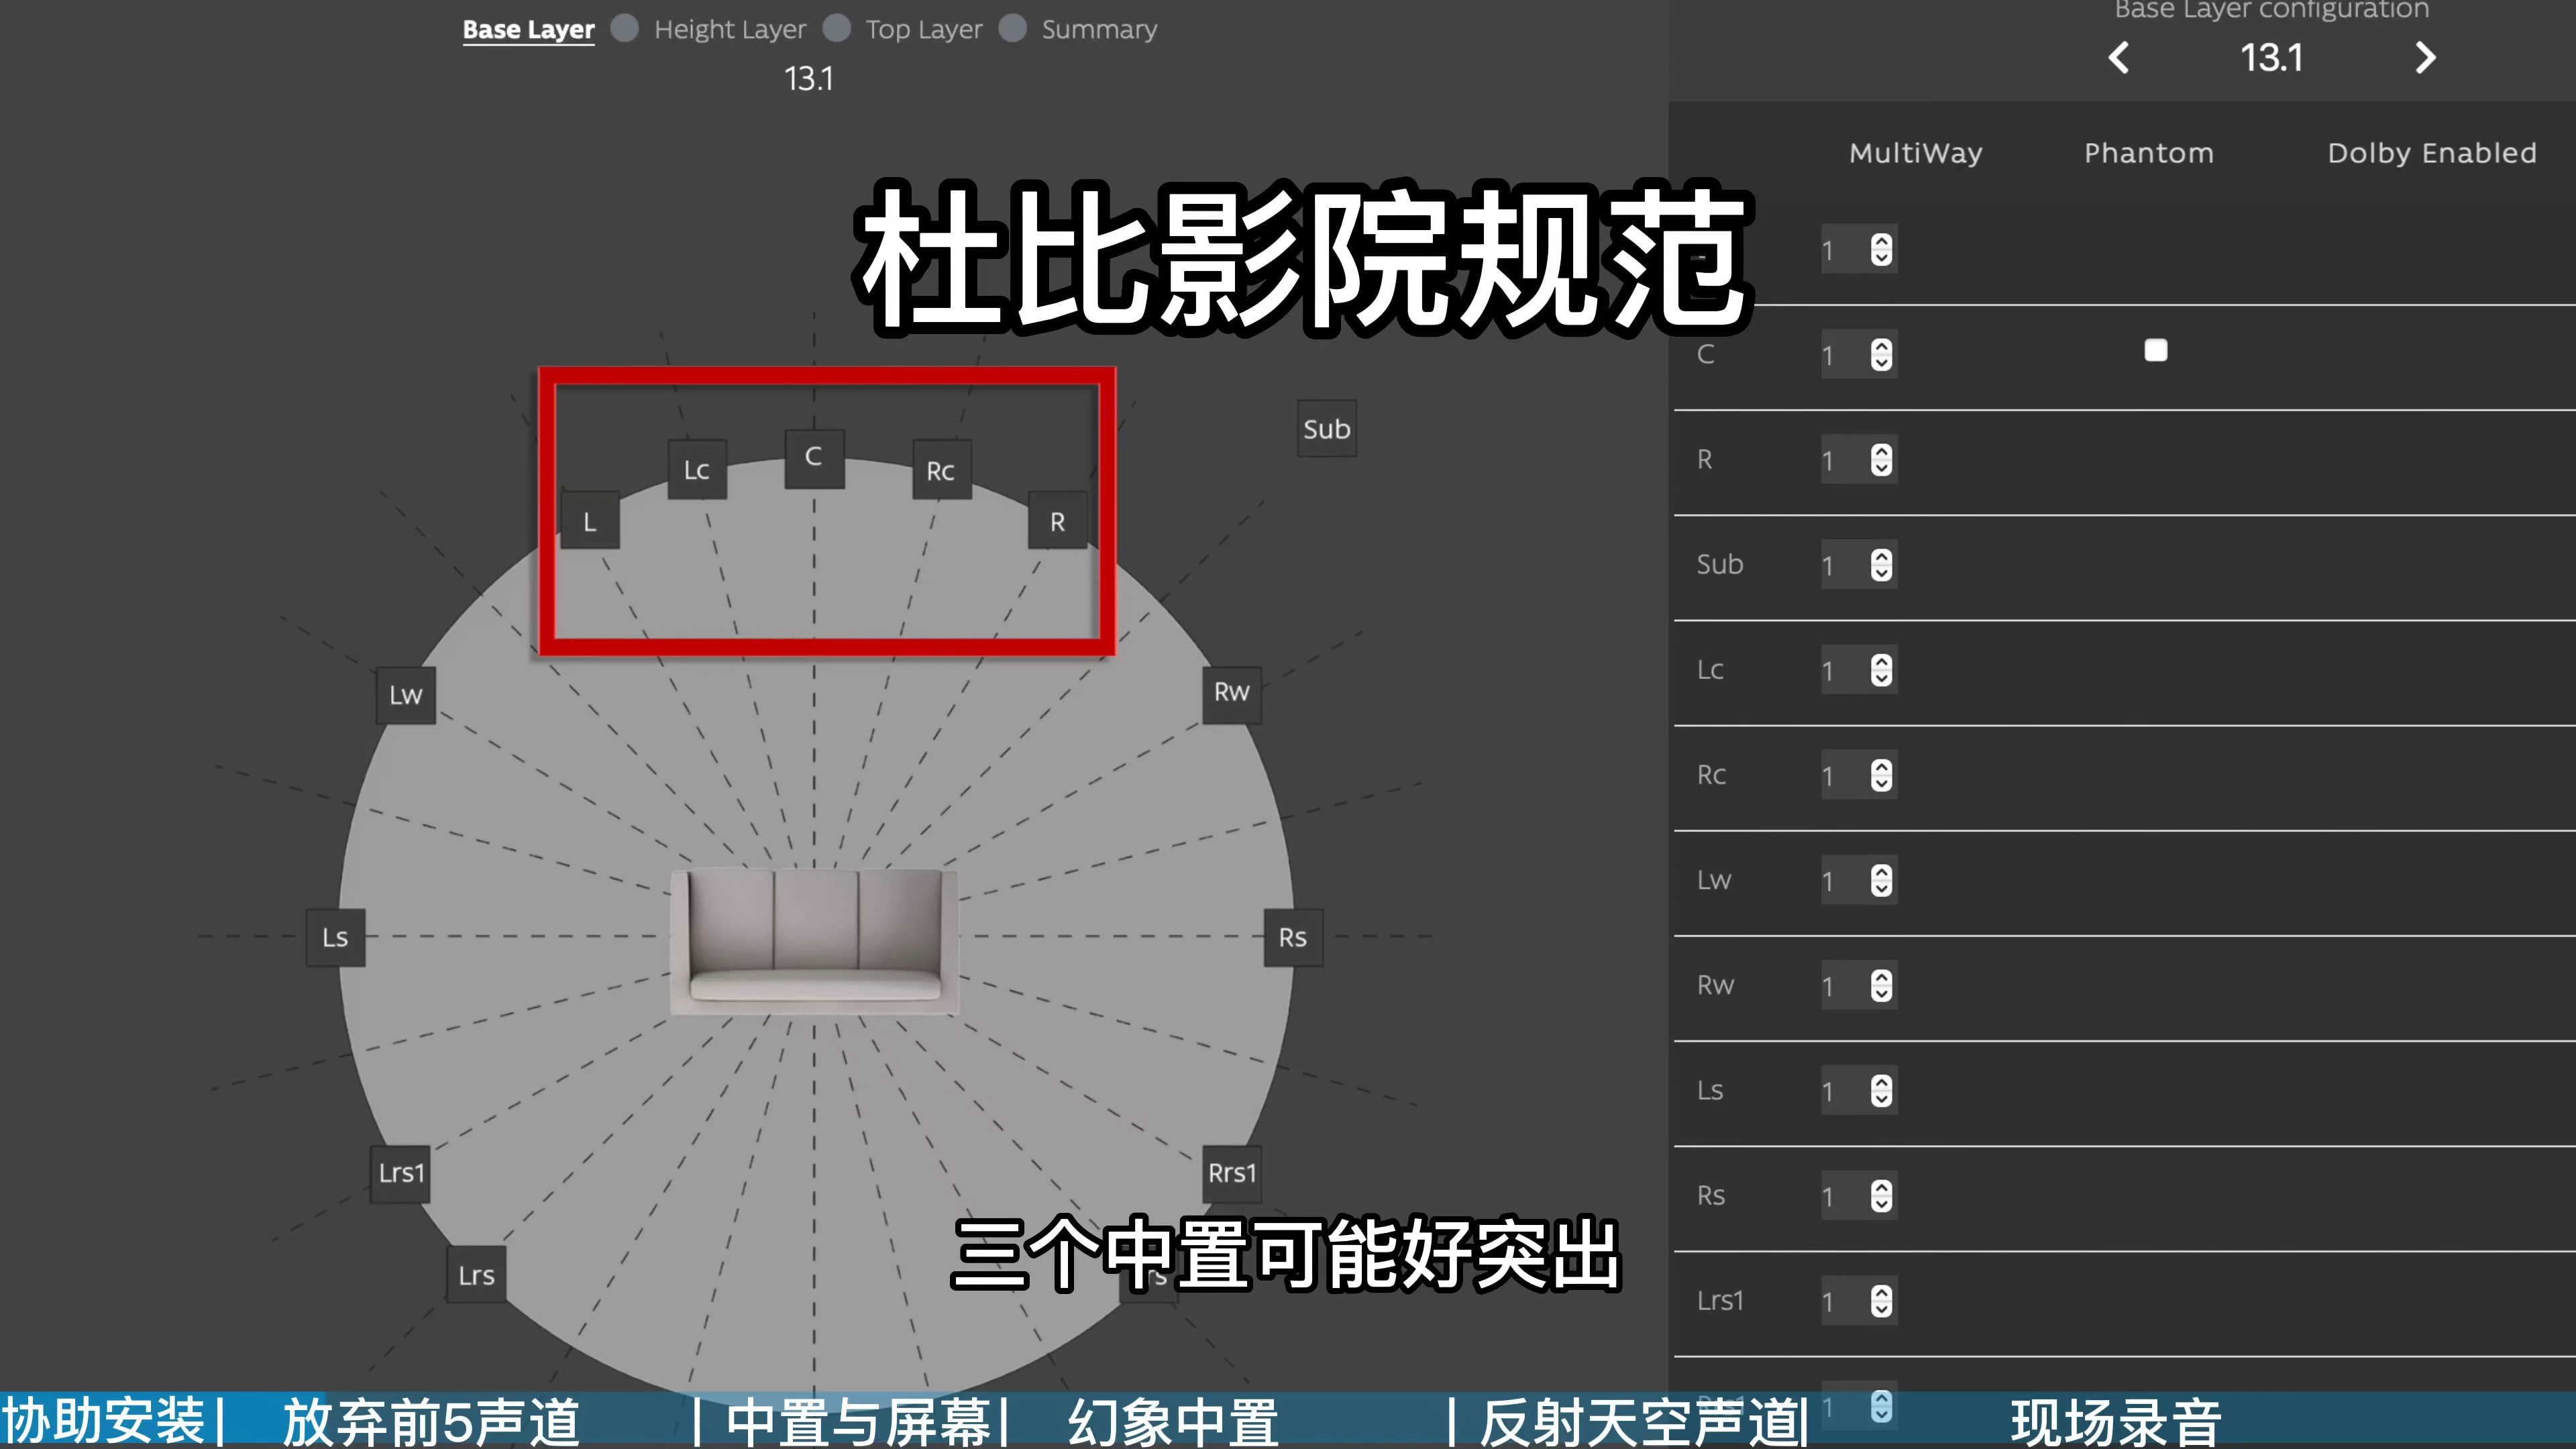 Base Layer configuration
Base Layer Height Layer Top Layer Summary
13.1
13.1
MultiWay Phantom Dolby Enabled
杜比影院规范
1
C 1
R 1
Sub 1
Lc 1
Rc 1
Lw 1
Rw 1
Ls 1
Rs 1
Lrs1 1
1
Sub
C
Lc
Rc
L
R
Lw
Rw
Ls
Rs
Lrs1
Rrs1
Lrs
三个中置可能好突出
协助安装| 放弃前5声道 |中置与屏幕| 幻象中置 |反射天空声道| 现场录音